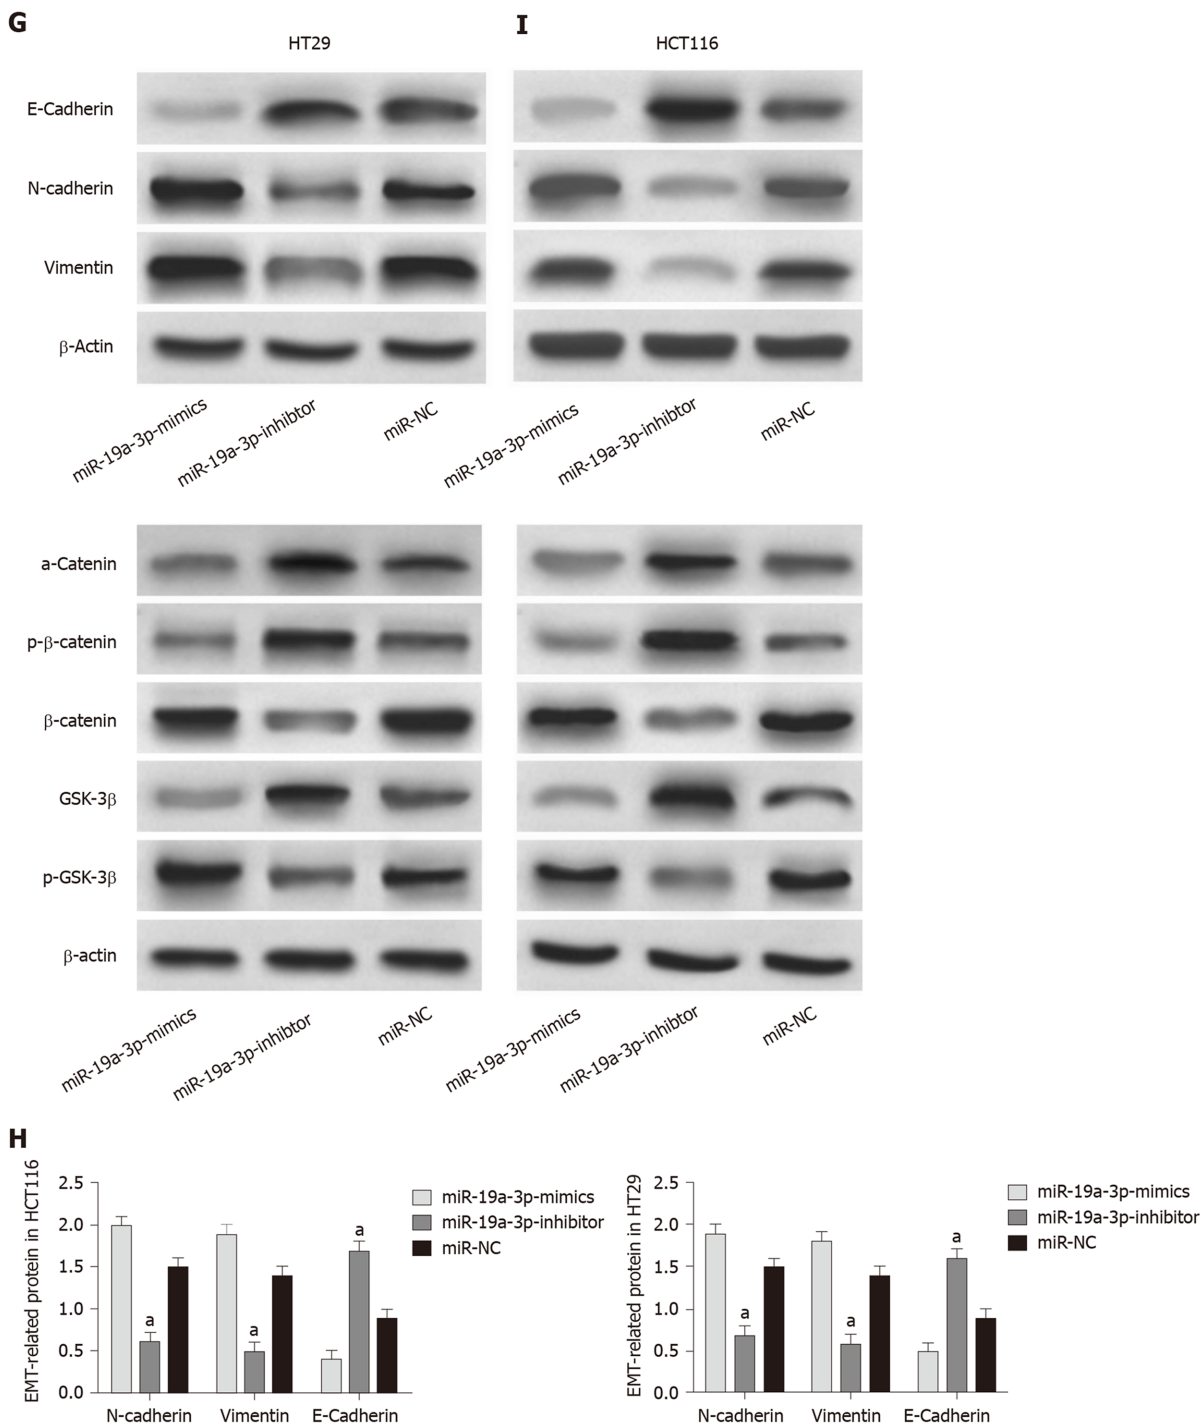 G
I
HT29
HCT116
E-Cadherin
N-cadherin
Vimentin
β-Actin
miR-19a-3p-mimics
miR-19a-3p-inhibtor
miR-NC
miR-19a-3p-mimics
miR-19a-3p-inhibtor
miR-NC
a-Catenin
p-β-catenin
β-catenin
GSK-3β
p-GSK-3β
β-actin
miR-19a-3p-mimics
miR-19a-3p-inhibtor
miR-NC
miR-19a-3p-mimics
miR-19a-3p-inhibtor
miR-NC
H
EMT-related protein in HCT116
2.5
2.0
1.5
1.0
0.5
0.0
a
a
a
N-cadherin
Vimentin
E-Cadherin
miR-19a-3p-mimics
miR-19a-3p-inhibitor
miR-NC
EMT-related protein in HT29
2.5
2.0
1.5
1.0
0.5
0.0
a
a
a
N-cadherin
Vimentin
E-Cadherin
miR-19a-3p-mimics
miR-19a-3p-inhibitor
miR-NC